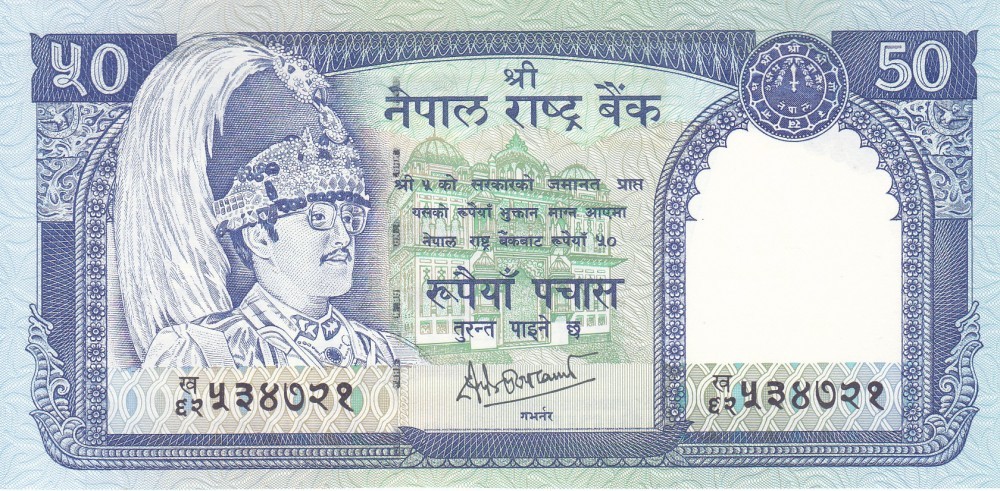 ५० 50
श्री
नेपाल राष्ट्र बैंक
श्री ५ को सरकारको जमानत प्राप्त
यसको रूपैयाँ भुक्तान माग्न आएमा
नेपाल राष्ट्र बैंकबाट रूपैयाँ ५०
रूपैयाँ पचास
तुरन्त पाइने छ
ख
६२ ५३४७२१
गभर्नर
ख
६२ ५३४७२१